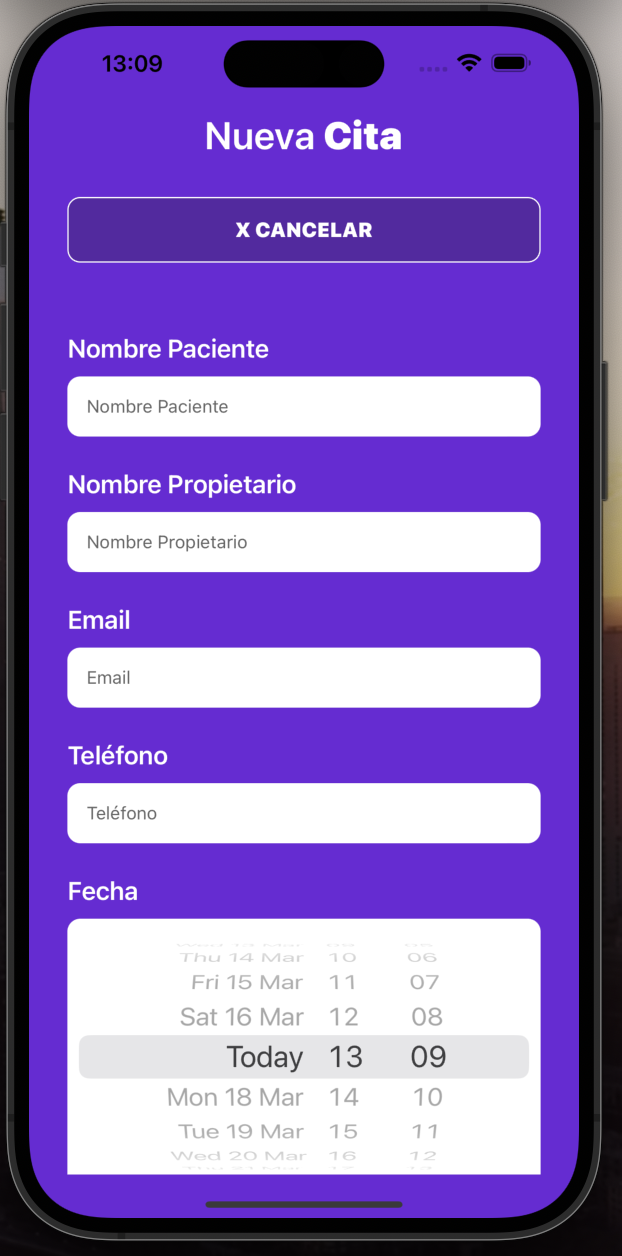 13:09
Nueva Cita
X CANCELAR
Nombre Paciente
Nombre Paciente
Nombre Propietario
Nombre Propietario
Email
Email
Teléfono
Teléfono
Fecha
Thu 14 Mar 10 06
Fri 15 Mar 11 07
Sat 16 Mar 12 08
Today 13 09
Mon 18 Mar 14 10
Tue 19 Mar 15 11
Wed 20 Mar 16 12